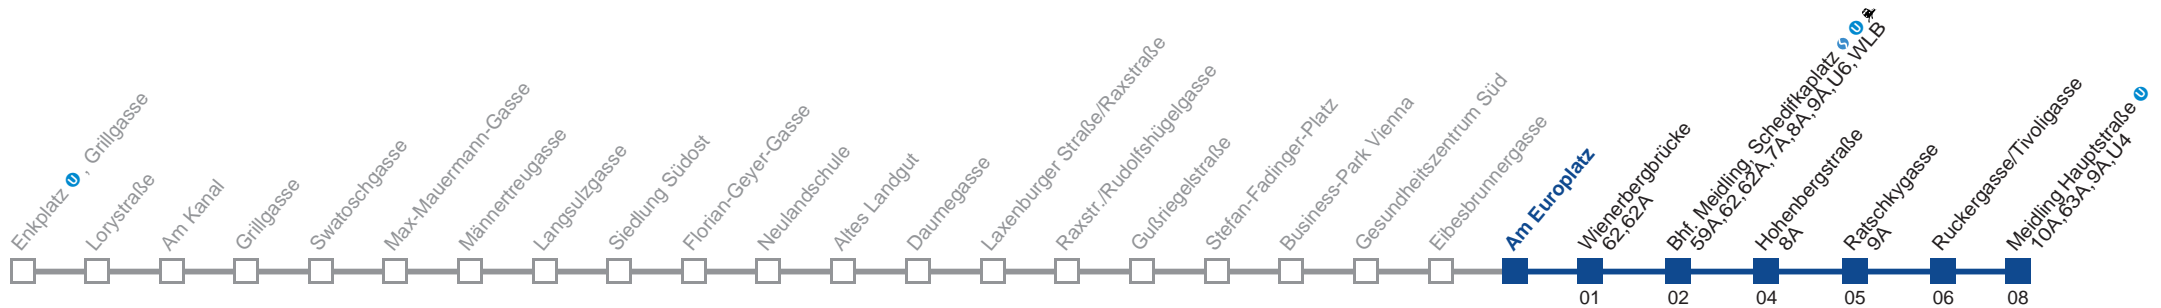 Enkplatz U , Grillgasse
Lorystraße
Am Kanal
Grillgasse
Swatoschgasse
Max-Mauermann-Gasse
Männertreugasse
Langsulzgasse
Siedlung Südost
Florian-Geyer-Gasse
Neulandschule
Altes Landgut
Daumegasse
Laxenburger Straße/Raxstraße
Raxstr./Rudolfshügelgasse
Gußriegelstraße
Stefan-Fadinger-Platz
Business-Park Vienna
Gesundheitszentrum Süd
Eibesbrunnergasse
Am Europlatz
Wienerbergbrücke
62,62A
Bhf. Meidling, Schedifkaplatz S U
59A,62,62A,7A,8A,9A,U6,WLB
Hohenbergstraße
8A
Ratschkygasse
9A
Ruckergasse/Tivoligasse
Meidling Hauptstraße U
10A,63A,9A,U4
01
02
04
05
06
08